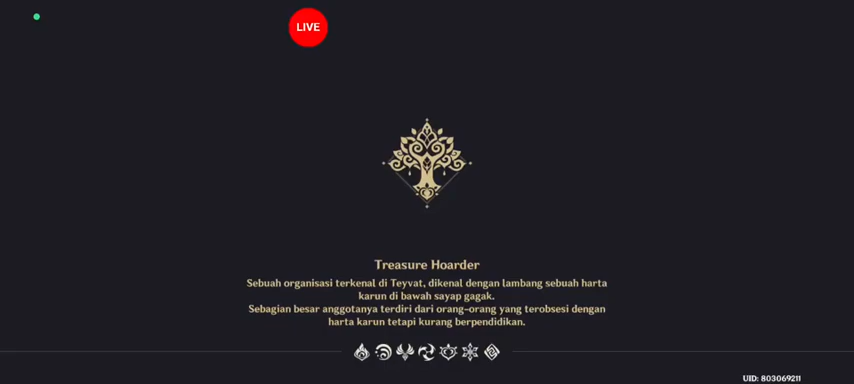 LIVE
Treasure Hoarder
Sebuah organisasi terkenal di Teyvat, dikenal dengan lambang sebuah harta
karun di bawah sayap gagak.
Sebagian besar anggotanya terdiri dari orang-orang yang terobsesi dengan
harta karun tetapi kurang berpendidikan.
UID: 803069211